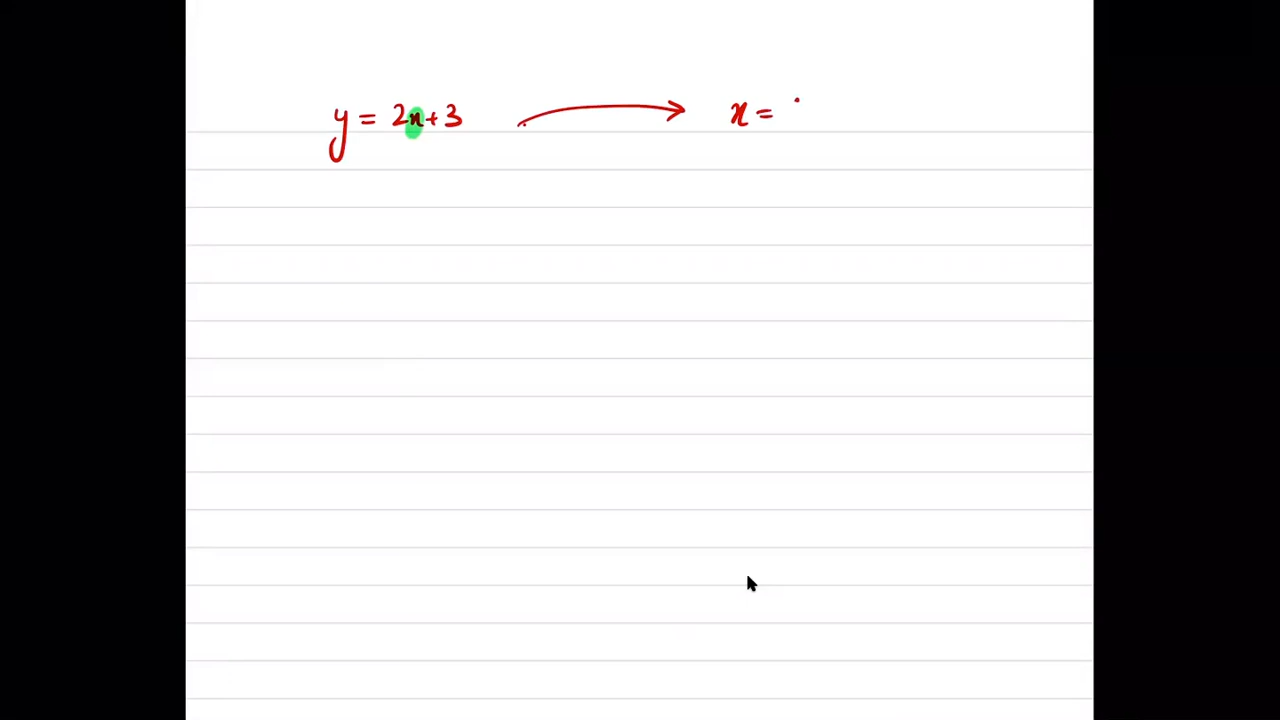 y = 2x+3 → x =